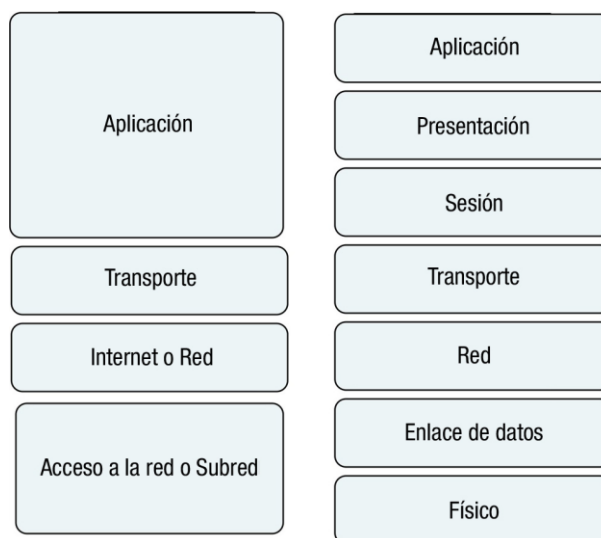 Aplicación
Transporte
Internet o Red
Acceso a la red o Subred
Aplicación
Presentación
Sesión
Transporte
Red
Enlace de datos
Físico